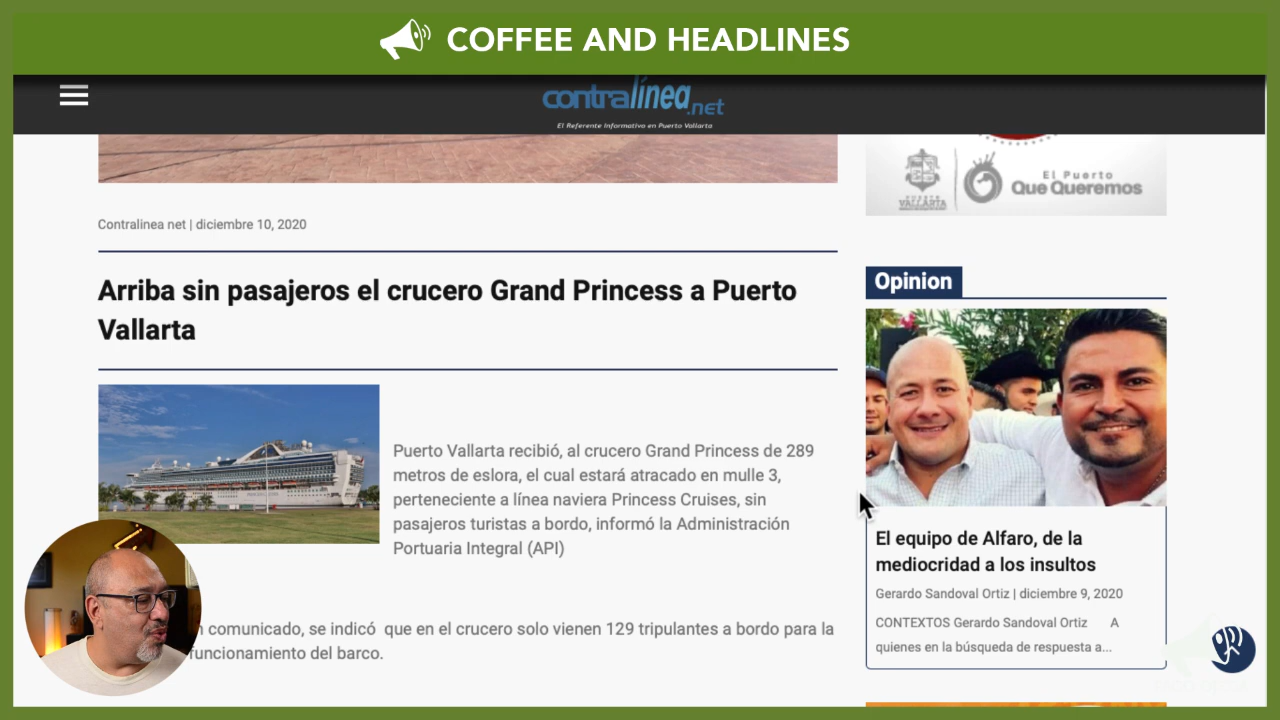 COFFEE AND HEADLINES
contralínea.net
El Referente Informativo en Puerto Vallarta
PUERTO
VALLARTA
El Puerto
Que Queremos
Contralinea net | diciembre 10, 2020
Arriba sin pasajeros el crucero Grand Princess a Puerto
Vallarta
Puerto Vallarta recibió, al crucero Grand Princess de 289
metros de eslora, el cual estará atracado en mulle 3,
perteneciente a línea naviera Princess Cruises, sin
pasajeros turistas a bordo, informó la Administración
Portuaria Integral (API)
comunicado, se indicó que en el crucero solo vienen 129 tripulantes a bordo para la
funcionamiento del barco.
Opinion
El equipo de Alfaro, de la
mediocridad a los insultos
Gerardo Sandoval Ortiz | diciembre 9, 2020
CONTEXTOS Gerardo Sandoval Ortiz A
quienes en la búsqueda de respuesta a...